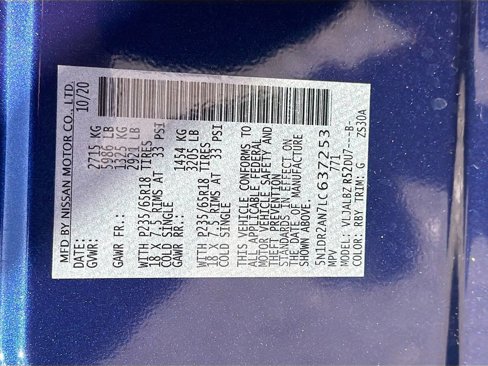 MFD BY NISSAN MOTOR CO., LTD.
DATE: 10/20
GVWR: 2715 KG
5986 LB
GAWR FR.: 1325 KG
2921 LB
WITH P235/65R18 TIRES
18 X 7.5 RIMS AT 33 PSI
COLD SINGLE
GAWR RR.: 1454 KG
3205 LB
WITH P235/65R18 TIRES
18 X 7.5 RIMS AT 33 PSI
COLD SINGLE
THIS VEHICLE CONFORMS TO
ALL APPLICABLE FEDERAL
MOTOR VEHICLE SAFETY AND
THEFT PREVENTION
STANDARDS IN EFFECT ON
THE DATE OF MANUFACTURE
SHOWN ABOVE.
5N1DR2AN7LC637253
MPV 771
MODEL: VLJALBZ R52DU7---B-
COLOR: RBY TRIM: G ZS30A